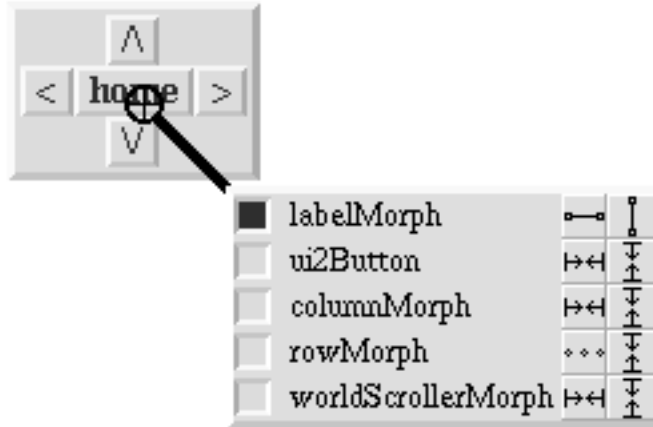 Λ
< home >
V
labelMorph
ui2Button
columnMorph
rowMorph
worldScrollerMorph